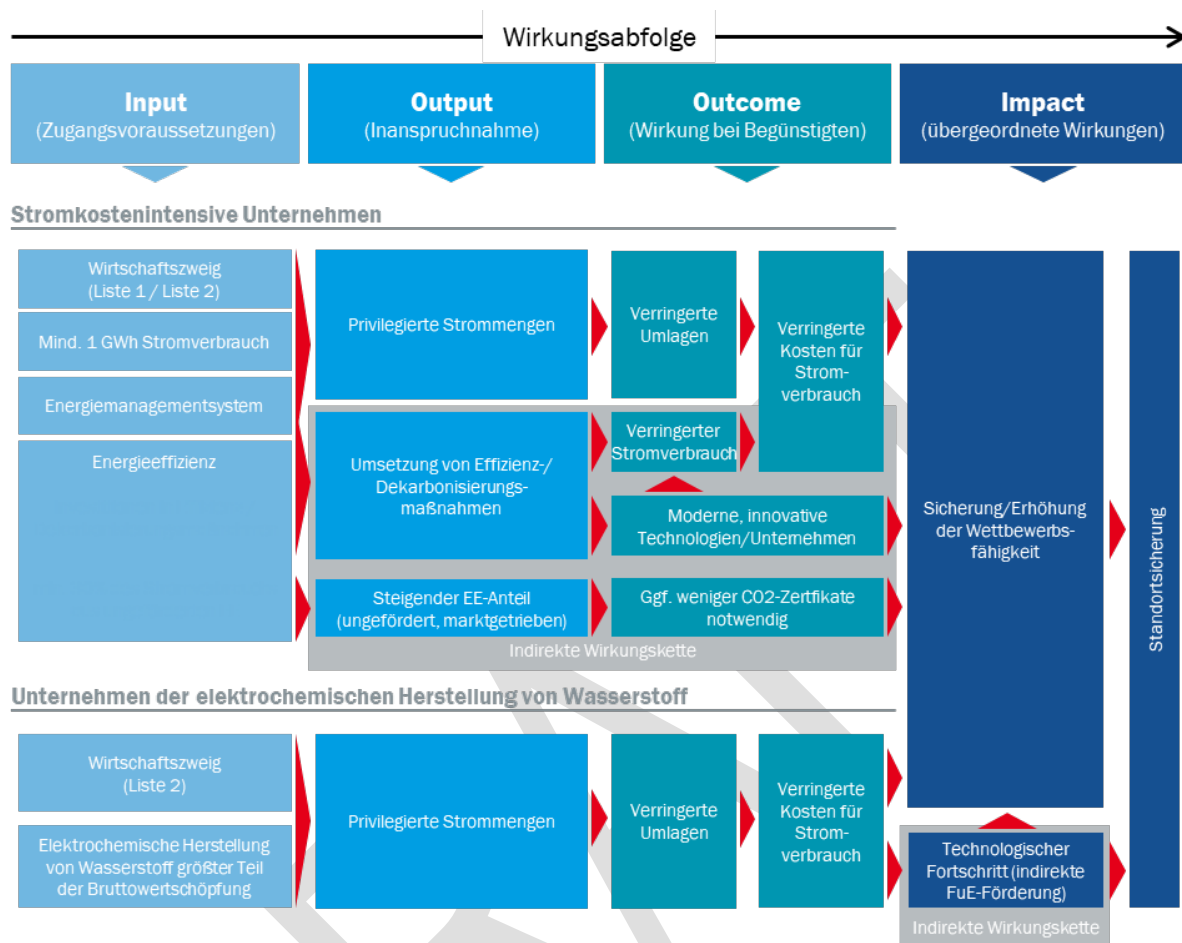 Wirkungsabfolge
Input
(Zugangsvoraussetzungen)
Output
(Inanspruchnahme)
Outcome
(Wirkung bei Begünstigten)
Impact
(übergeordnete Wirkungen)
Stromkostenintensive Unternehmen
Wirtschaftszweig
(Liste 1 / Liste 2)
Mind. 1 GWh Stromverbrauch
Energiemanagementsystem
Energieeffizienz
Privilegierte Strommengen
Umsetzung von Effizienz-/
Dekarbonisierungs-
maßnahmen
Steigender EE-Anteil
(ungefördert, marktgetrieben)
Verringerte
Umlagen
Verringerter
Stromverbrauch
Verringerte
Kosten für
Strom-
verbrauch
Moderne, innovative
Technologien/Unternehmen
Ggf. weniger CO2-Zertfikate
notwendig
Indirekte Wirkungskette
Sicherung/Erhöhung
der Wettbewerbs-
fähigkeit
Standortsicherung
Unternehmen der elektrochemischen Herstellung von Wasserstoff
Wirtschaftszweig
(Liste 2)
Elektrochemische Herstellung
von Wasserstoff größter Teil
der Bruttowertschöpfung
Privilegierte Strommengen
Verringerte
Umlagen
Verringerte
Kosten für
Strom-
verbrauch
Technologischer
Fortschritt (indirekte
FuE-Förderung)
Indirekte Wirkungskette